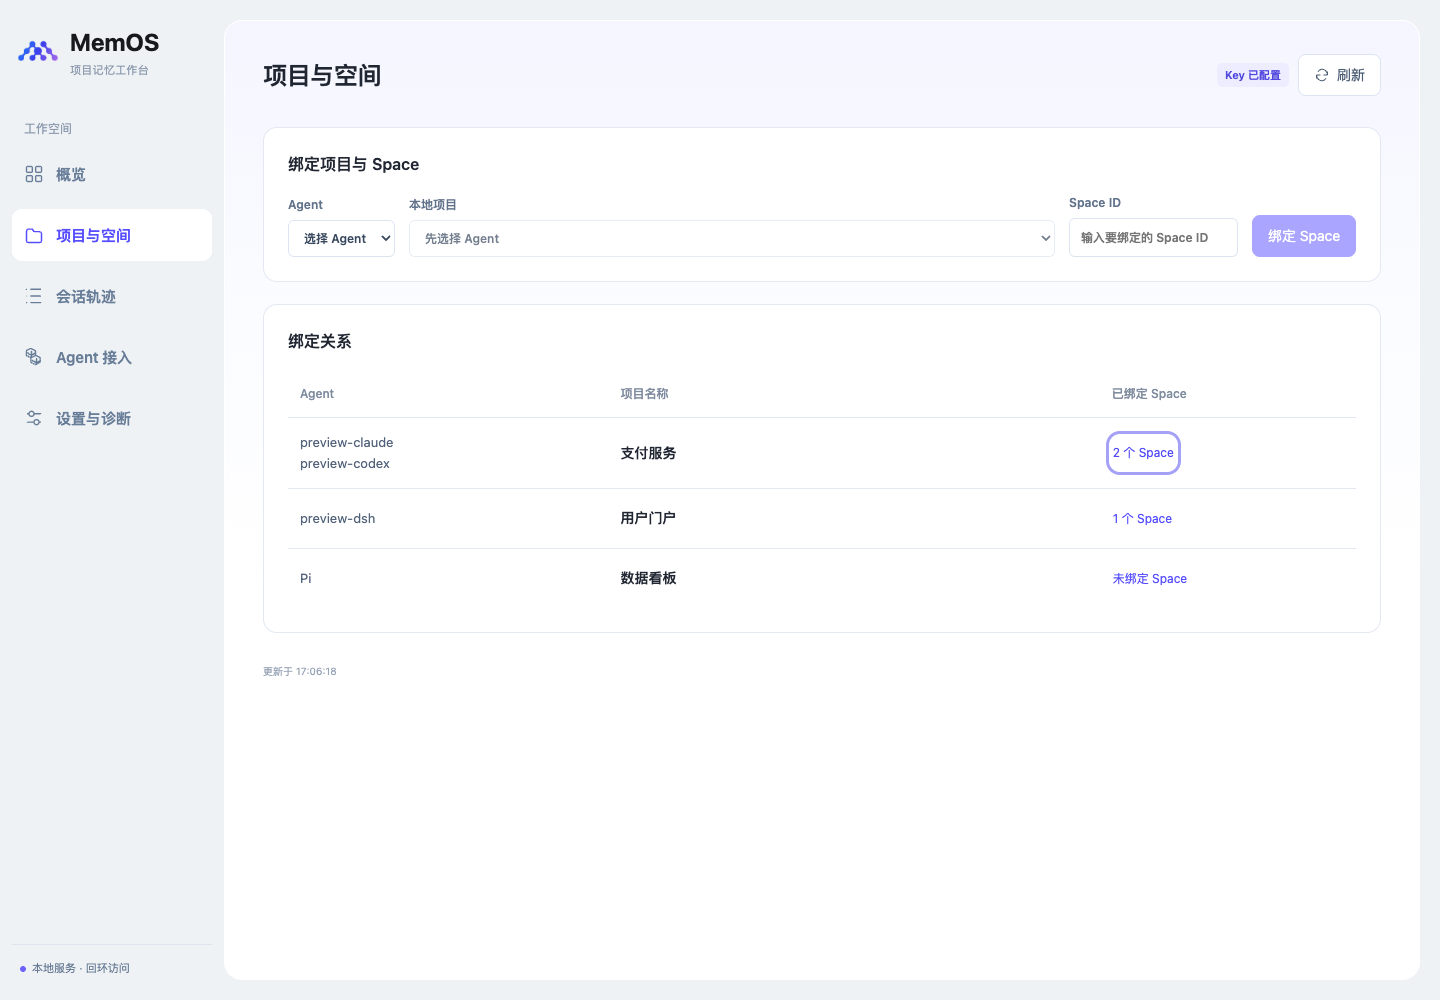 MemOS
项目记忆工作台
工作空间
概览
项目与空间
会话轨迹
Agent 接入
设置与诊断
本地服务 · 回环访问
项目与空间
Key 已配置
刷新
绑定项目与 Space
Agent
本地项目
Space ID
选择 Agent
先选择 Agent
输入要绑定的 Space ID
绑定 Space
绑定关系
Agent
项目名称
已绑定 Space
preview-claude
preview-codex
支付服务
2 个 Space
preview-dsh
用户门户
1 个 Space
Pi
数据看板
未绑定 Space
更新于 17:06:18